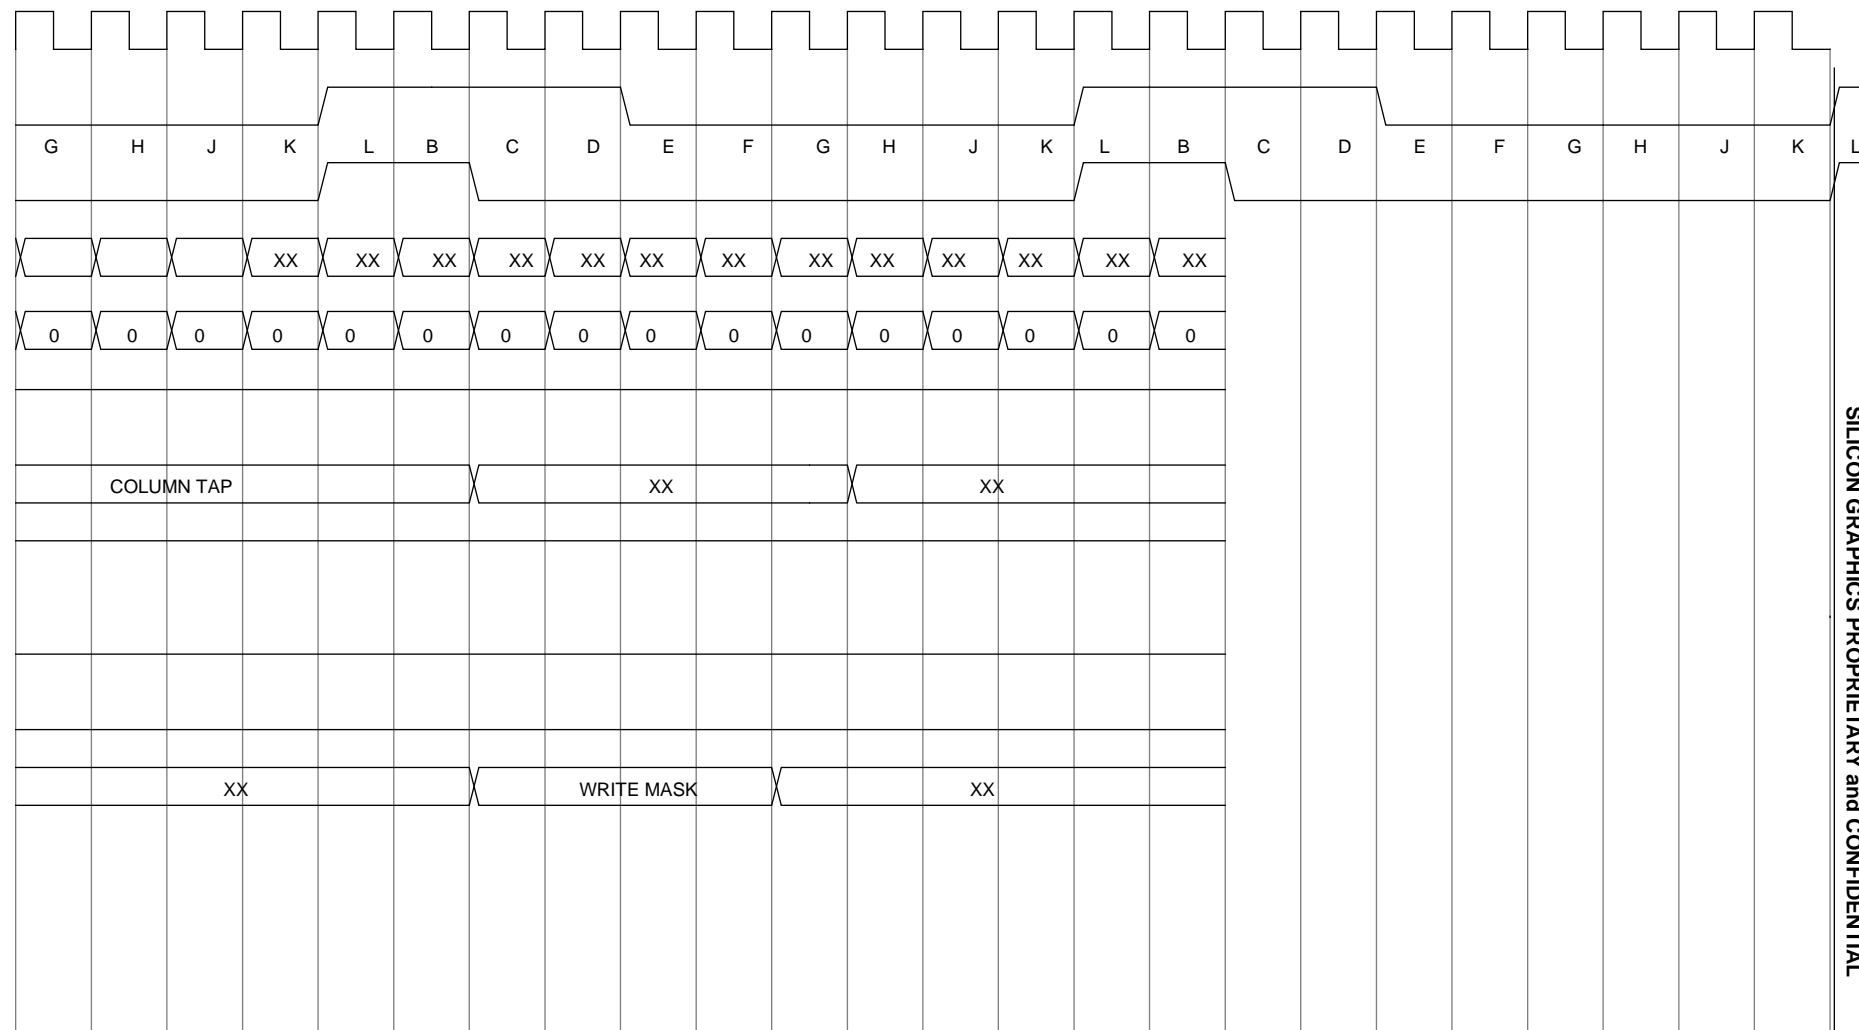 G H J K L B C D E F G H J K L B C D E F G H J K L
XX XX XX XX XX XX XX XX XX XX XX XX XX
0 0 0 0 0 0 0 0 0 0 0 0 0 0 0 0
COLUMN TAP XX XX
XX WRITE MASK XX
SILICON GRAPHICS PROPRIETARY and CONFIDENTIAL